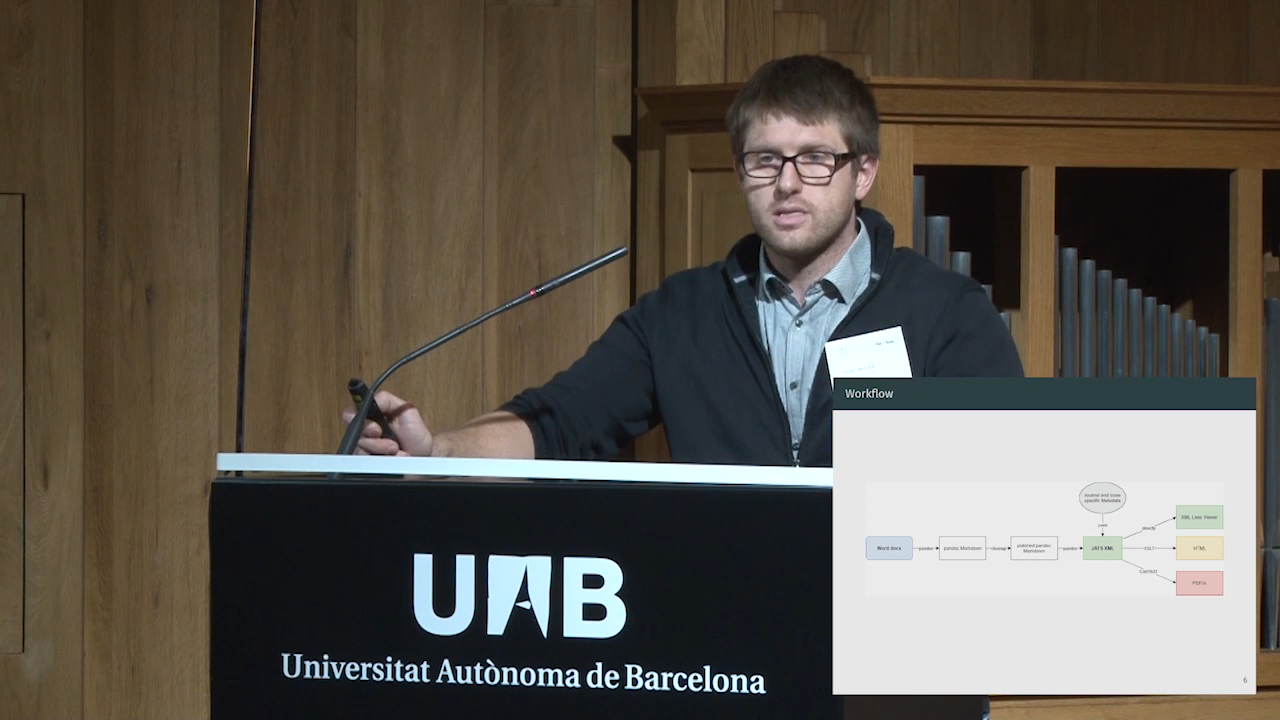 UAB
Universitat Autònoma de Barcelona
Workflow
Journal and issue
specific Metadata
yaml
Word docx
pandoc
pandoc Markdown
cleanup
polished pandoc
Markdown
pandoc
JATS XML
directly
XSLT
ConTeXt
XML Lens Viewer
HTML
PDF/A
6